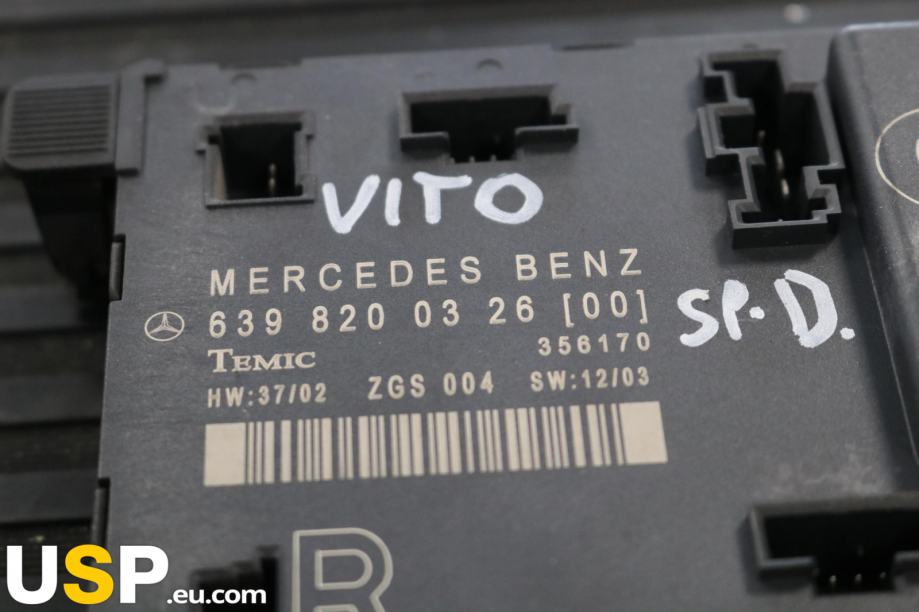 VITO
MERCEDES BENZ
639 820 03 26 [00]
SP-D.
TEMIC
356170
HW:37/02 ZGS 004 SW:12/03
R
USP.eu.com